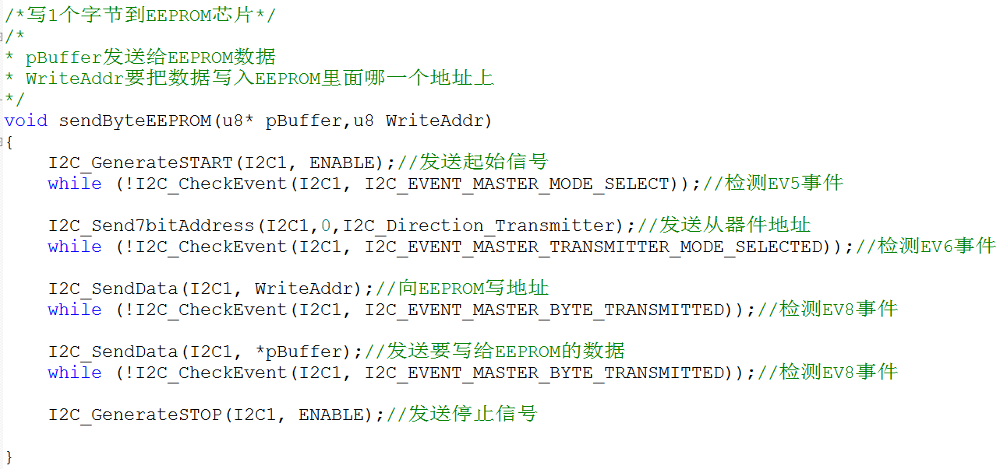 /*写1个字节到EEPROM芯片*/
/*
* pBuffer发送给EEPROM数据
* WriteAddr要把数据写入EEPROM里面哪一个地址上
*/
void sendByteEEPROM(u8* pBuffer,u8 WriteAddr)
{
    I2C_GenerateSTART(I2C1, ENABLE);//发送起始信号
    while (!I2C_CheckEvent(I2C1, I2C_EVENT_MASTER_MODE_SELECT));//检测EV5事件
    I2C_Send7bitAddress(I2C1,0,I2C_Direction_Transmitter);//发送从器件地址
    while (!I2C_CheckEvent(I2C1, I2C_EVENT_MASTER_TRANSMITTER_MODE_SELECTED));//检测EV6事件
    I2C_SendData(I2C1, WriteAddr);//向EEPROM写地址
    while (!I2C_CheckEvent(I2C1, I2C_EVENT_MASTER_BYTE_TRANSMITTED));//检测EV8事件
    I2C_SendData(I2C1, *pBuffer);//发送要写给EEPROM的数据
    while (!I2C_CheckEvent(I2C1, I2C_EVENT_MASTER_BYTE_TRANSMITTED));//检测EV8事件
    I2C_GenerateSTOP(I2C1, ENABLE);//发送停止信号
}